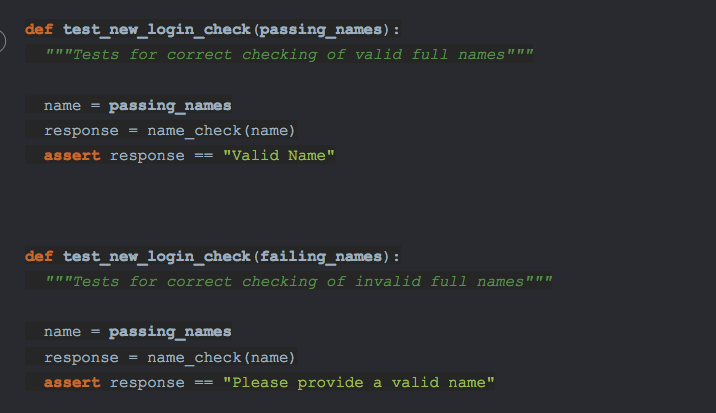 def test_new_login_check(passing_names):
"""Tests for correct checking of valid full names"""
name = passing_names
response = name_check(name)
assert response == "Valid Name"
def test_new_login_check(failing_names):
"""Tests for correct checking of invalid full names"""
name = passing_names
response = name_check(name)
assert response == "Please provide a valid name"